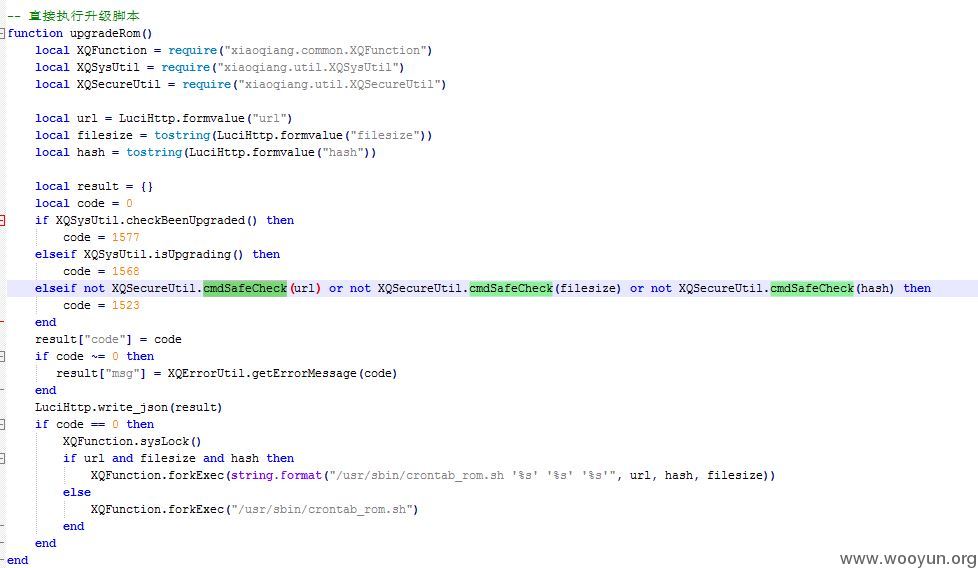 -- 直接执行升级脚本
function upgradeRom()
    local XQFunction = require("xiaoqiang.common.XQFunction")
    local XQSysUtil = require("xiaoqiang.util.XQSysUtil")
    local XQSecureUtil = require("xiaoqiang.util.XQSecureUtil")

    local url = LuciHttp.formvalue("url")
    local filesize = tostring(LuciHttp.formvalue("filesize"))
    local hash = tostring(LuciHttp.formvalue("hash"))

    local result = {}
    local code = 0
    if XQSysUtil.checkBeenUpgraded() then
        code = 1577
    elseif XQSysUtil.isUpgrading() then
        code = 1568
    elseif not XQSecureUtil.cmdSafeCheck(url) or not XQSecureUtil.cmdSafeCheck(filesize) or not XQSecureUtil.cmdSafeCheck(hash) then
        code = 1523
    end
    result["code"] = code
    if code ~= 0 then
       result["msg"] = XQErrorUtil.getErrorMessage(code)
    end
    LuciHttp.write_json(result)
    if code == 0 then
        XQFunction.sysLock()
        if url and filesize and hash then
            XQFunction.forkExec(string.format("/usr/sbin/crontab_rom.sh '%s' '%s' '%s'", url, hash, filesize))
        else
            XQFunction.forkExec("/usr/sbin/crontab_rom.sh")
        end
    end
end
www.wooyun.org